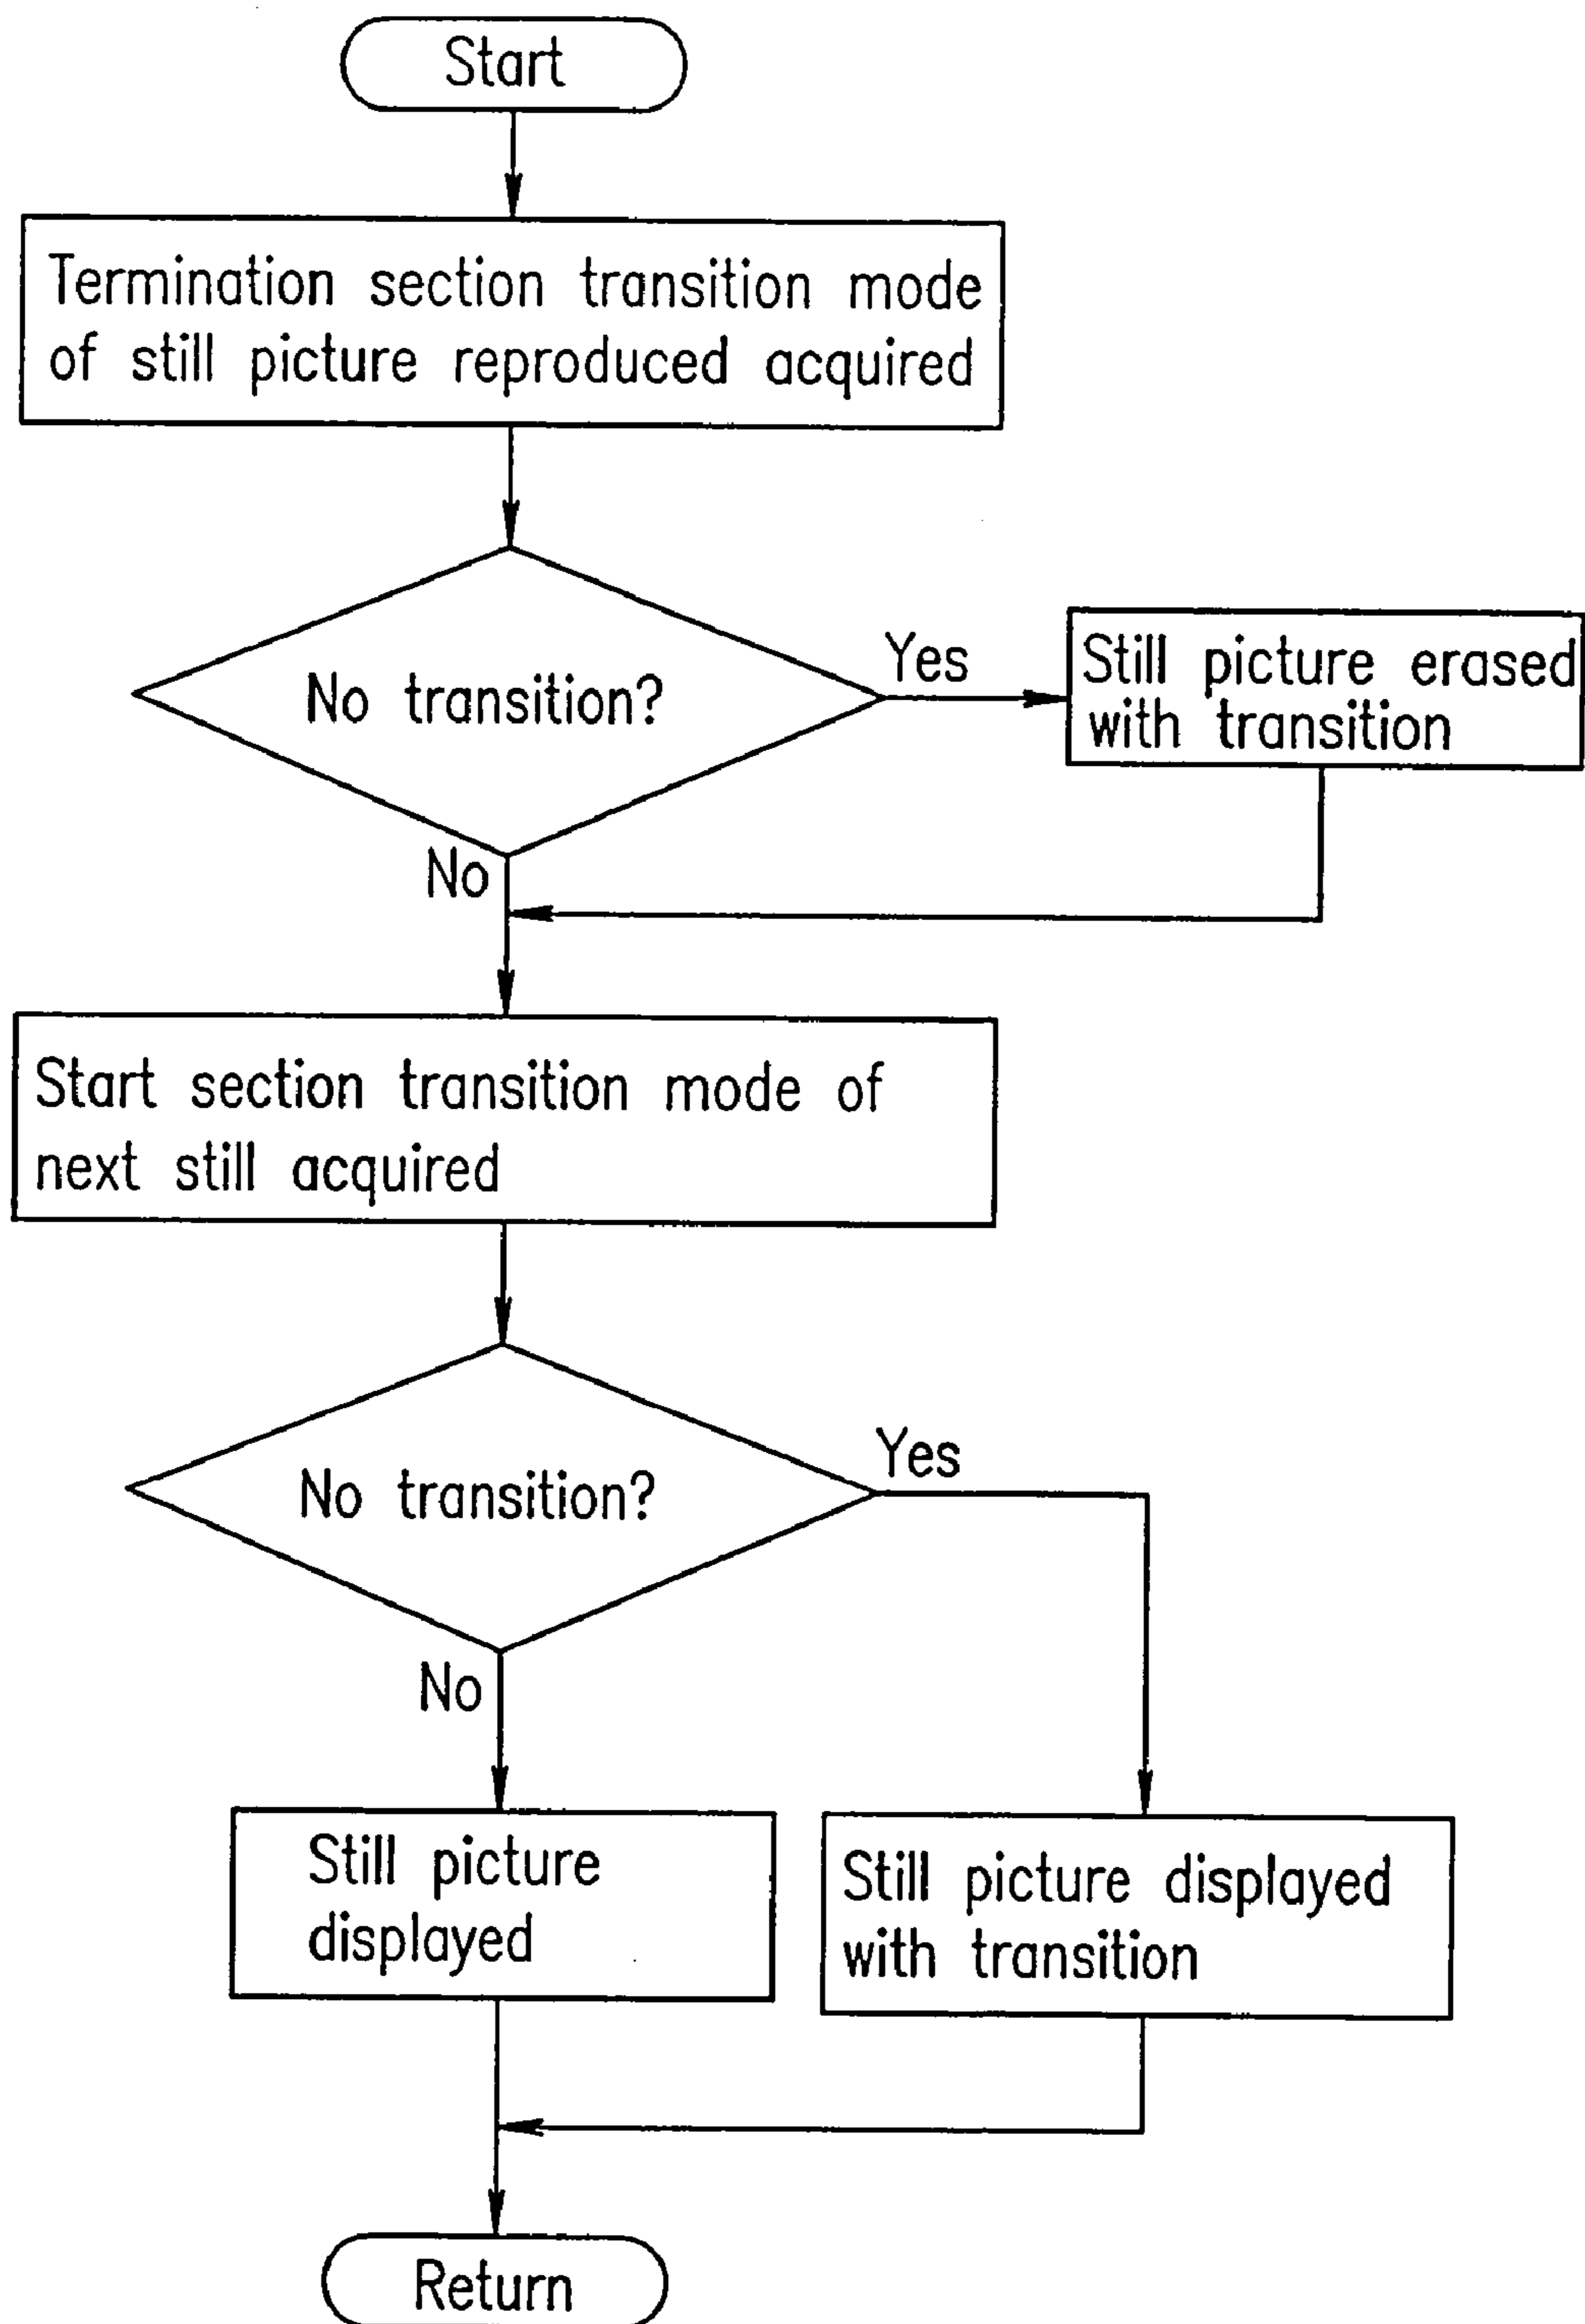 Start
Termination section transition mode
of still picture reproduced acquired
No transition?
Yes
Still picture erased
with transition
No
Start section transition mode of
next still acquired
No transition?
Yes
No
Still picture
displayed
Still picture displayed
with transition
Return